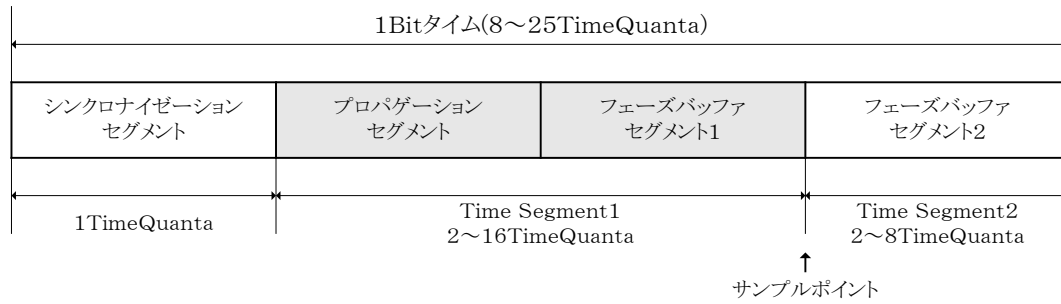 1Bitタイム(8～25TimeQuanta)
シンクロナイゼーション
セグメント
プロパゲーション
セグメント
フェーズバッファ
セグメント1
フェーズバッファ
セグメント2
1TimeQuanta
Time Segment1
2～16TimeQuanta
Time Segment2
2～8TimeQuanta
↑
サンプルポイント